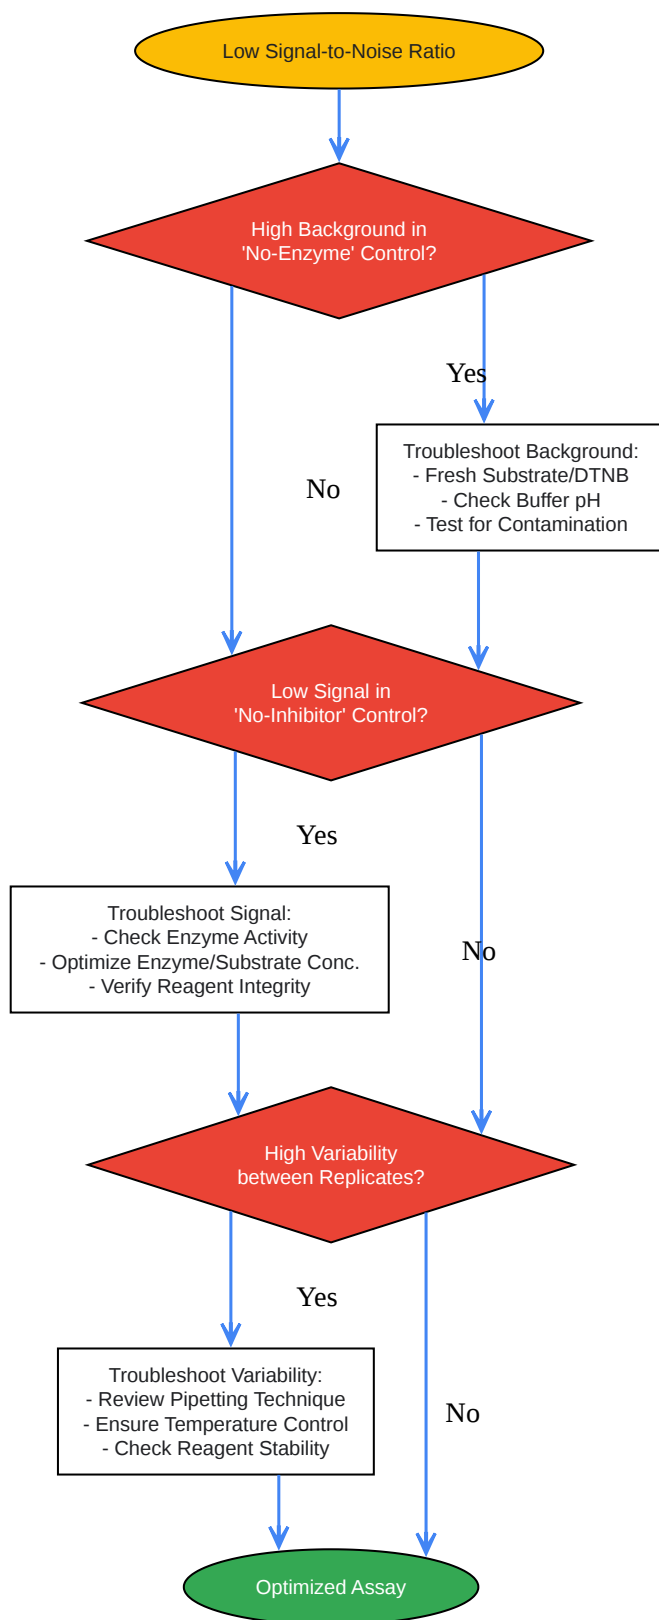 Low Signal-to-Noise Ratio
High Background in
'No-Enzyme' Control?
Yes
Troubleshoot Background:
- Fresh Substrate/DTNB
- Check Buffer pH
- Test for Contamination
No
Low Signal in
'No-Inhibitor' Control?
Yes
Troubleshoot Signal:
- Check Enzyme Activity
- Optimize Enzyme/Substrate Conc.
- Verify Reagent Integrity
No
High Variability
between Replicates?
Yes
Troubleshoot Variability:
- Review Pipetting Technique
- Ensure Temperature Control
- Check Reagent Stability
No
Optimized Assay